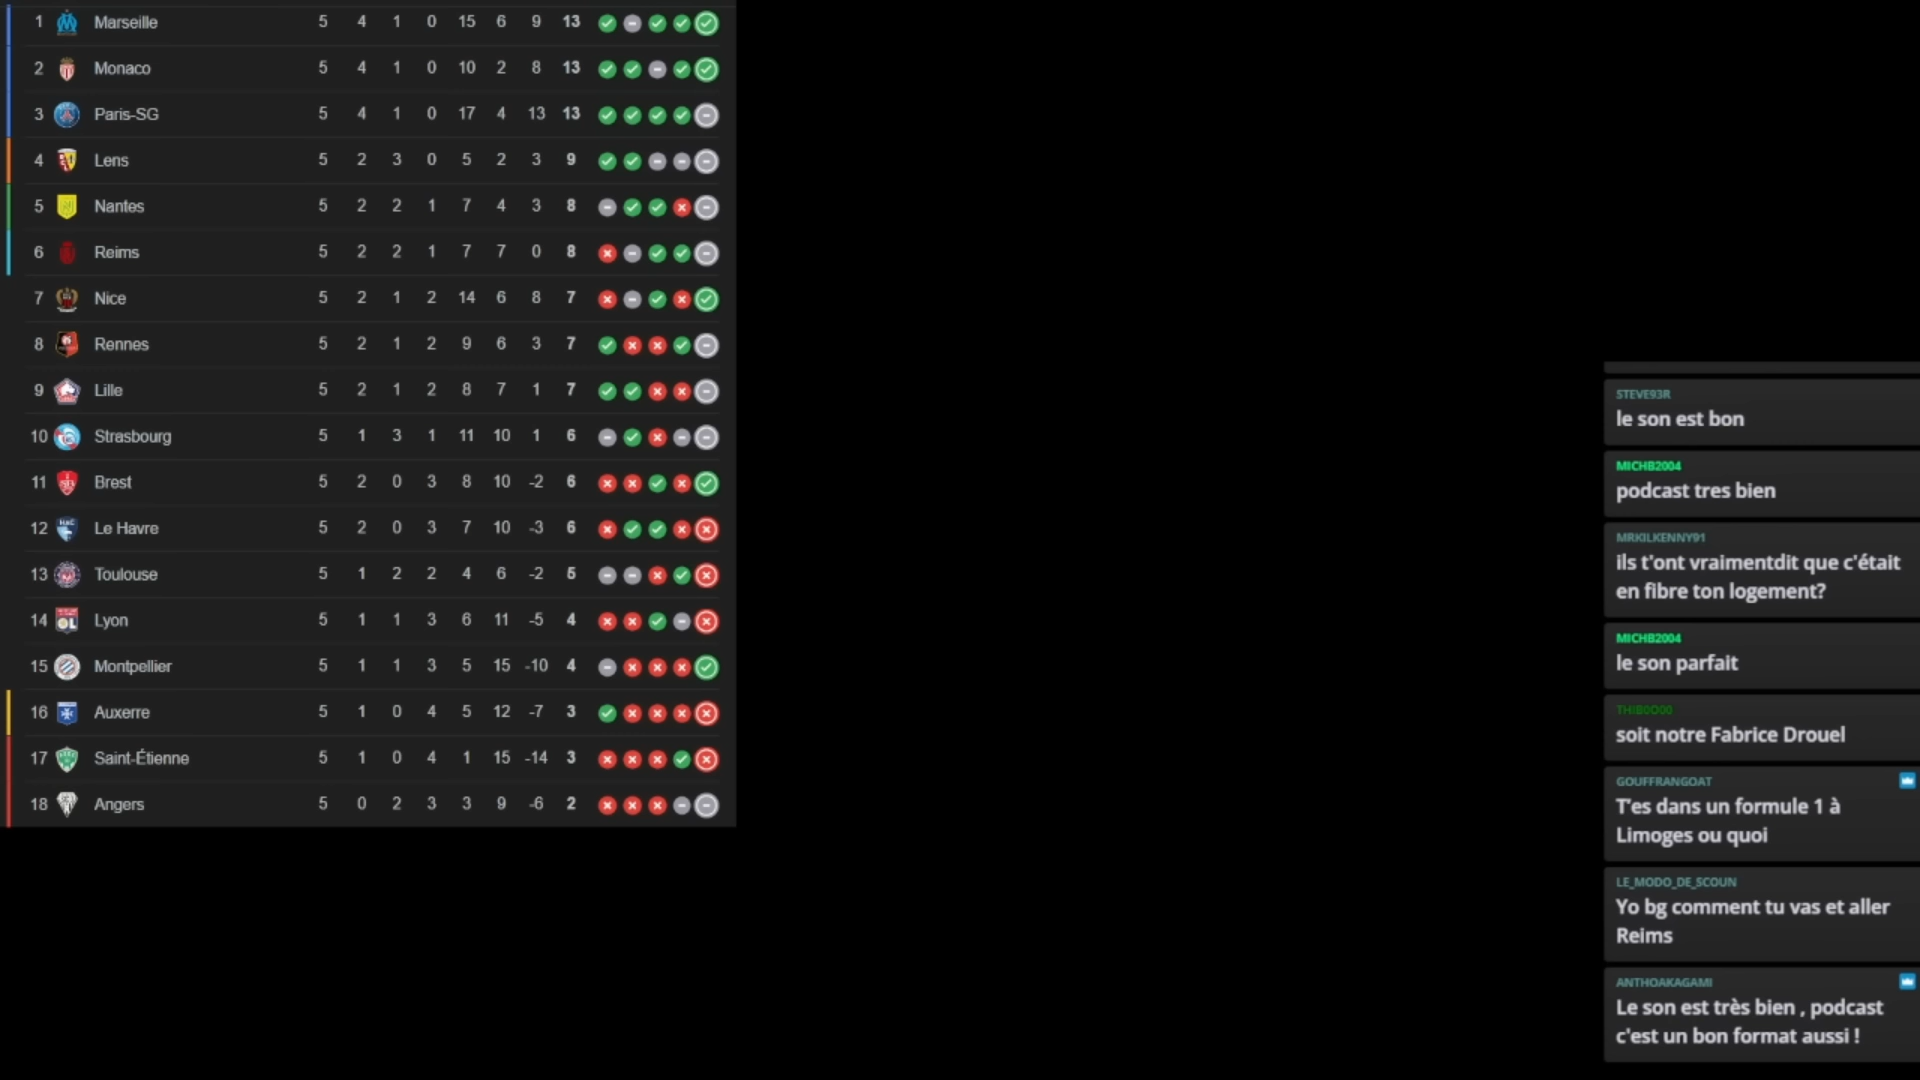 1 Marseille 5 4 1 0 15 6 9 13
2 Monaco 5 4 1 0 10 2 8 13
3 Paris-SG 5 4 1 0 17 4 13 13
4 Lens 5 2 3 0 5 2 3 9
5 Nantes 5 2 2 1 7 4 3 8
6 Reims 5 2 2 1 7 7 0 8
7 Nice 5 2 1 2 14 6 8 7
8 Rennes 5 2 1 2 9 6 3 7
9 Lille 5 2 1 2 8 7 1 7
10 Strasbourg 5 1 3 1 11 10 1 6
11 Brest 5 2 0 3 8 10 -2 6
12 Le Havre 5 2 0 3 7 10 -3 6
13 Toulouse 5 1 2 2 4 6 -2 5
14 Lyon 5 1 1 3 6 11 -5 4
15 Montpellier 5 1 1 3 5 15 -10 4
16 Auxerre 5 1 0 4 5 12 -7 3
17 Saint-Étienne 5 1 0 4 1 15 -14 3
18 Angers 5 0 2 3 3 9 -6 2
STEVE93R
le son est bon
MICHB2004
podcast tres bien
MRKILKENNY91
ils t'ont vraimentdit que c'était
en fibre ton logement?
MICHB2004
le son parfait
THIB0O00
soit notre Fabrice Drouel
GOUFFRANGOAT
T'es dans un formule 1 à
Limoges ou quoi
LE_MODO_DE_SCOUN
Yo bg comment tu vas et aller
Reims
ANTHOAKAGAMI
Le son est très bien , podcast
c'est un bon format aussi !